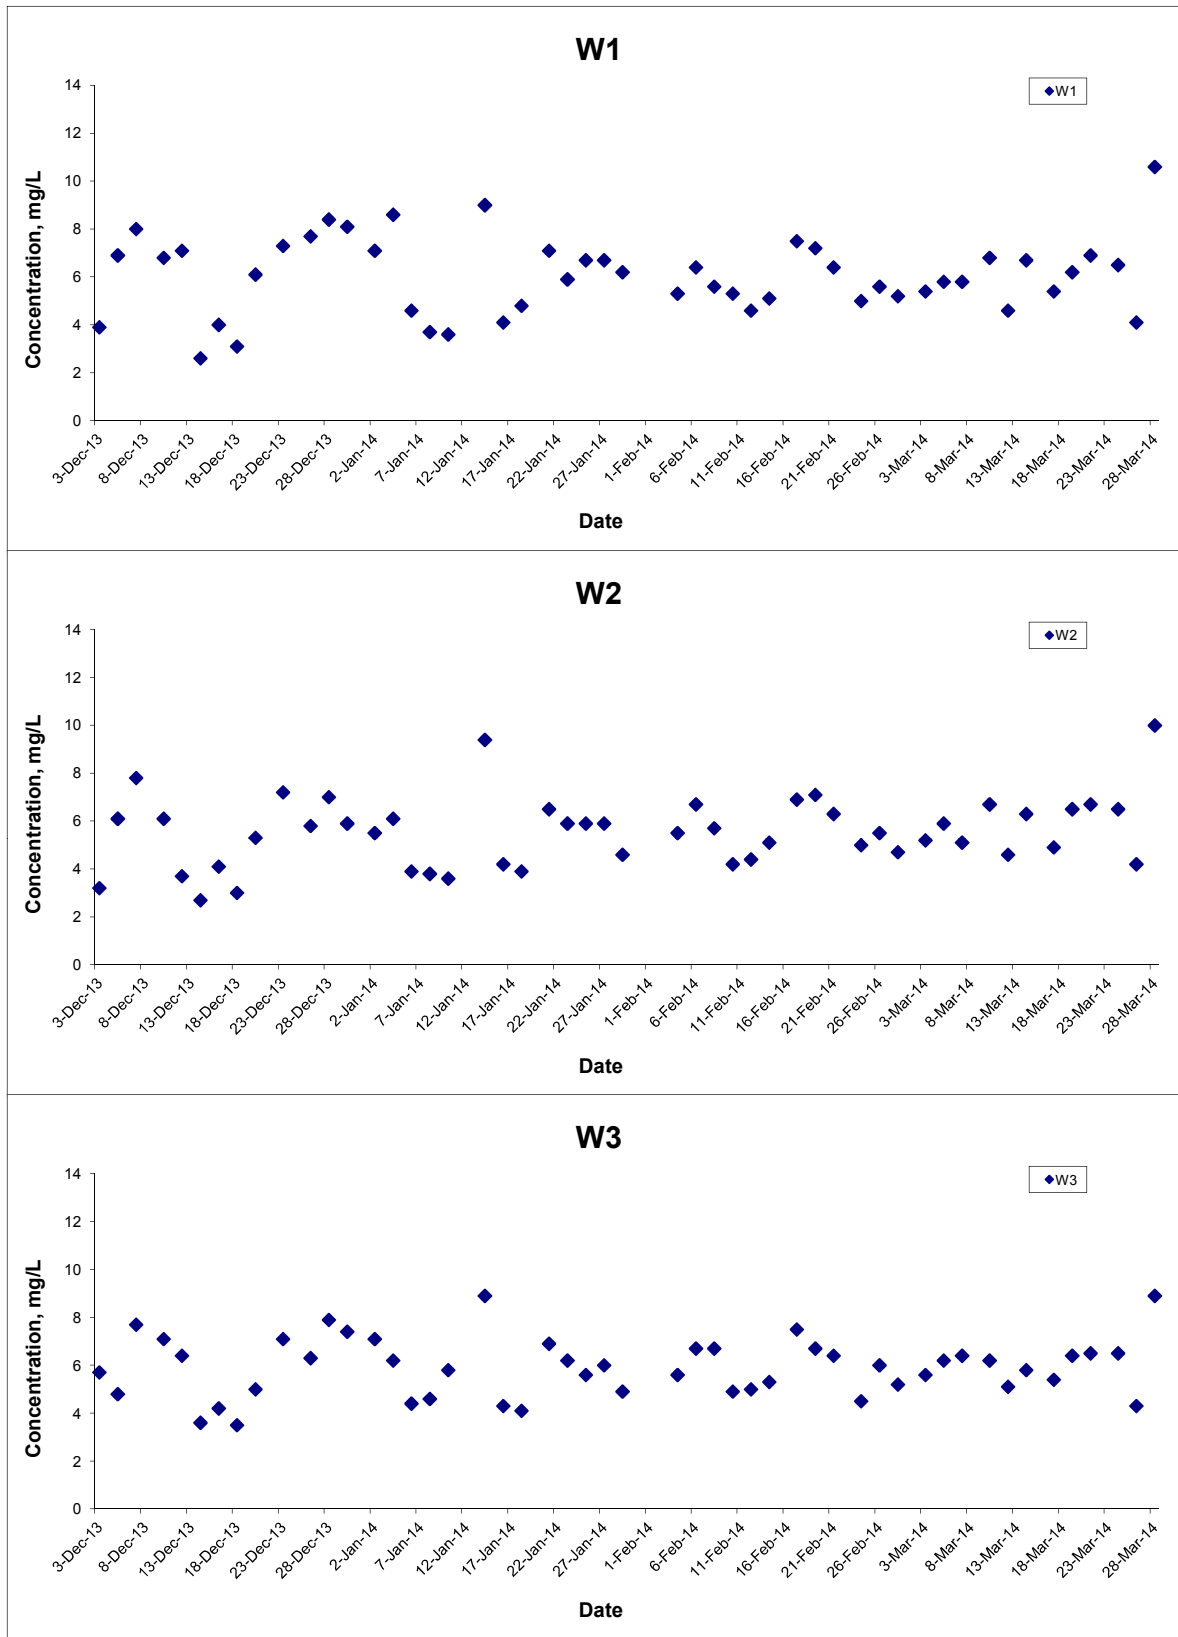 W1
W1
Concentration, mg/L
14
12
10
8
6
4
2
0
3-Dec-13 8-Dec-13 13-Dec-13 18-Dec-13 23-Dec-13 28-Dec-13 2-Jan-14 7-Jan-14 12-Jan-14 17-Jan-14 22-Jan-14 27-Jan-14 1-Feb-14 6-Feb-14 11-Feb-14 16-Feb-14 21-Feb-14 26-Feb-14 3-Mar-14 8-Mar-14 13-Mar-14 18-Mar-14 23-Mar-14 28-Mar-14
Date
W2
W2
Concentration, mg/L
14
12
10
8
6
4
2
0
3-Dec-13 8-Dec-13 13-Dec-13 18-Dec-13 23-Dec-13 28-Dec-13 2-Jan-14 7-Jan-14 12-Jan-14 17-Jan-14 22-Jan-14 27-Jan-14 1-Feb-14 6-Feb-14 11-Feb-14 16-Feb-14 21-Feb-14 26-Feb-14 3-Mar-14 8-Mar-14 13-Mar-14 18-Mar-14 23-Mar-14 28-Mar-14
Date
W3
W3
Concentration, mg/L
14
12
10
8
6
4
2
0
3-Dec-13 8-Dec-13 13-Dec-13 18-Dec-13 23-Dec-13 28-Dec-13 2-Jan-14 7-Jan-14 12-Jan-14 17-Jan-14 22-Jan-14 27-Jan-14 1-Feb-14 6-Feb-14 11-Feb-14 16-Feb-14 21-Feb-14 26-Feb-14 3-Mar-14 8-Mar-14 13-Mar-14 18-Mar-14 23-Mar-14 28-Mar-14
Date